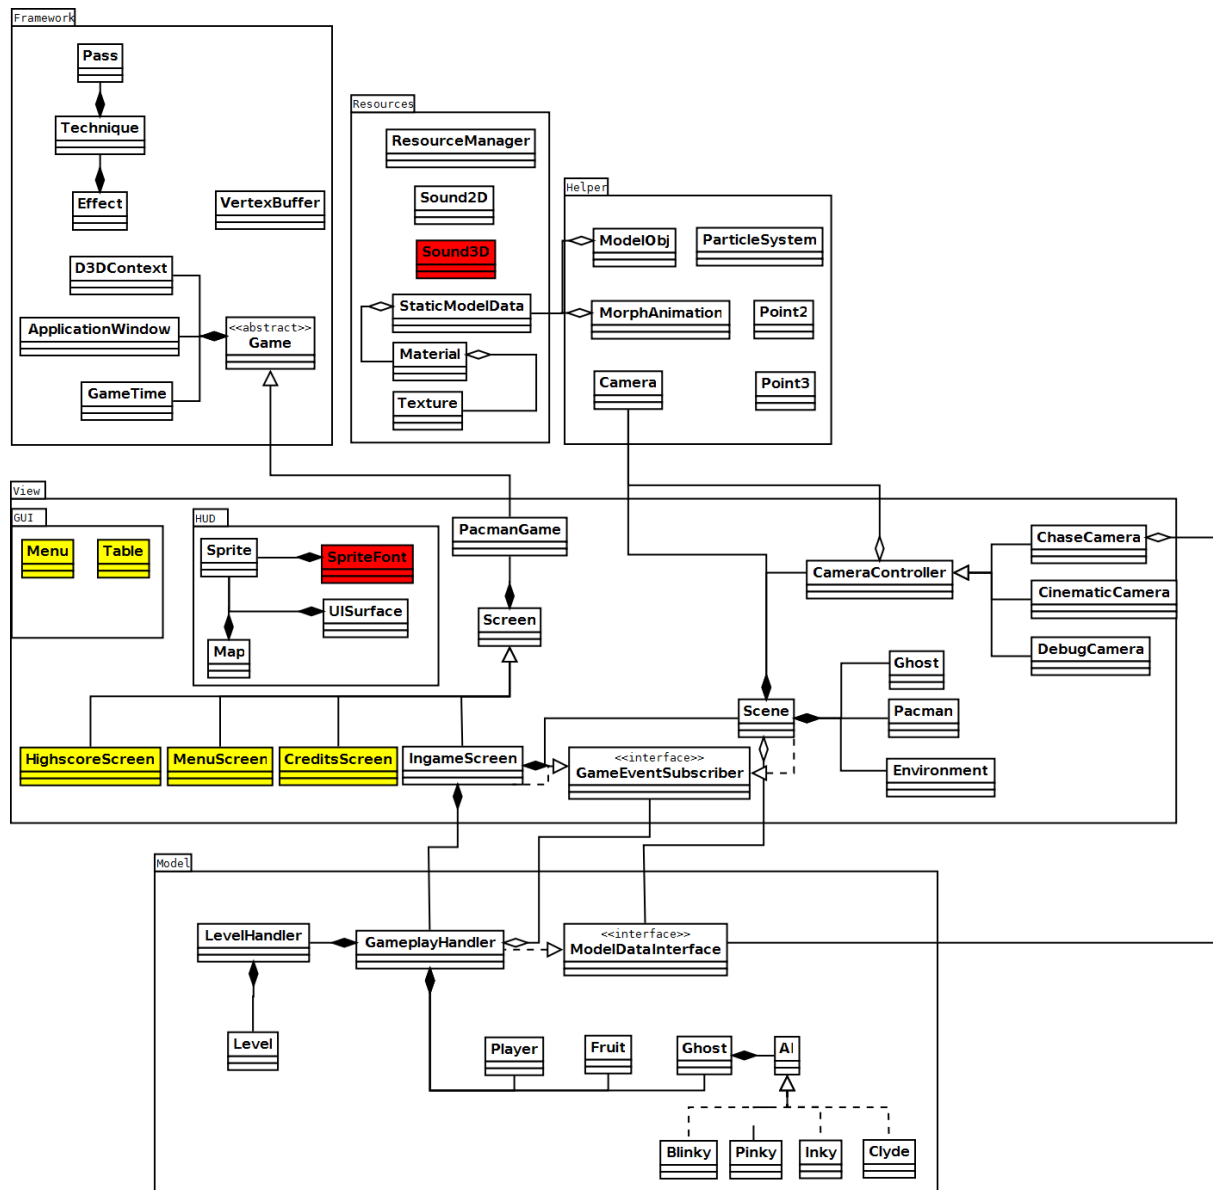 Framework
Pass
Technique
Effect
VertexBuffer
D3DContext
ApplicationWindow
<<abstract>>
Game
GameTime
Resources
ResourceManager
Sound2D
Sound3D
StaticModelData
Material
Texture
Helper
ModelObj
ParticleSystem
MorphAnimation
Point2
Camera
Point3
View
GUI
Menu
Table
HUD
Sprite
SpriteFont
UISurface
Map
PacmanGame
Screen
CameraController
ChaseCamera
CinematicCamera
DebugCamera
Ghost
Scene
Pacman
Environment
HighscoreScreen
MenuScreen
CreditsScreen
IngameScreen
<<interface>>
GameEventSubscriber
Model
LevelHandler
GameplayHandler
<<interface>>
ModelDataInterface
Level
Player
Fruit
Ghost
AI
Blinky
Pinky
Inky
Clyde